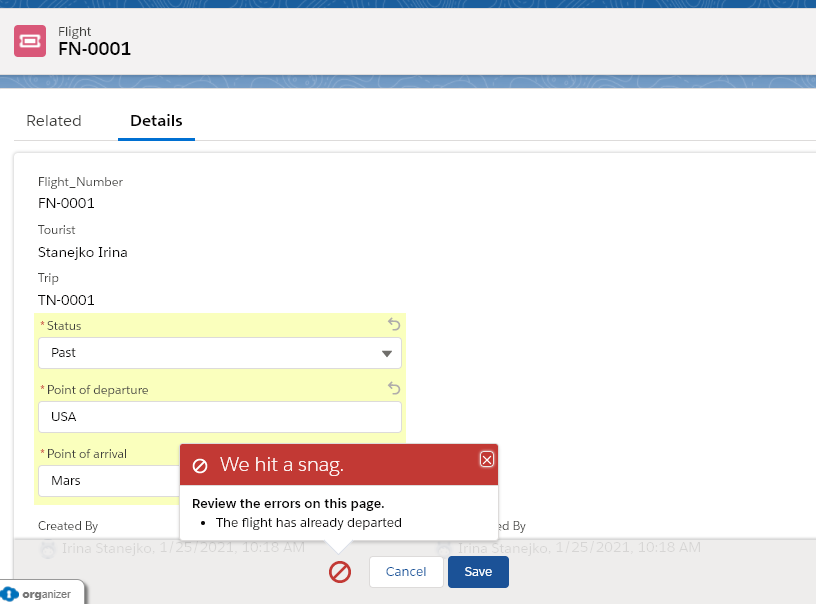 Flight
FN-0001
Related Details
Flight_Number
FN-0001
Tourist
Stanejko Irina
Trip
TN-0001
* Status
Past
* Point of departure
USA
* Point of arrival
Mars
We hit a snag.
Review the errors on this page.
• The flight has already departed
Created By
ed By
Irina Stanejko, 1/25/2021, 10:18 AM
Irina Stanejko, 1/25/2021, 10:18 AM
Cancel Save
organizer